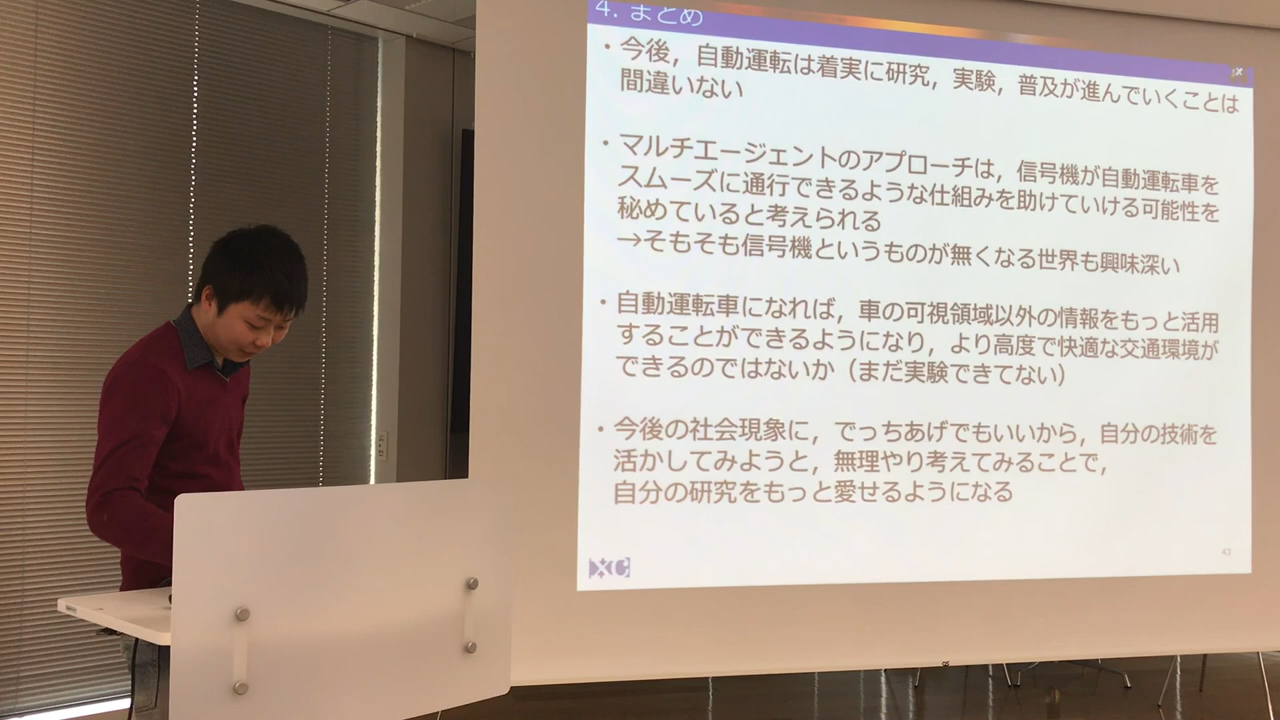 4. まとめ
・今後，自動運転は着実に研究，実験，普及が進んでいくことは
間違いない
・マルチエージェントのアプローチは，信号機が自動運転車を
スムーズに通行できるような仕組みを助けていける可能性を
秘めていると考えられる
→そもそも信号機というものが無くなる世界も興味深い
・自動運転車になれば，車の可視領域以外の情報をもっと活用
することができるようになり，より高度で快適な交通環境が
できるのではないか（まだ実験できてない）
・今後の社会現象に，でっちあげでもいいから，自分の技術を
活かしてみようと，無理やり考えてみることで，
自分の研究をもっと愛せるようになる
43